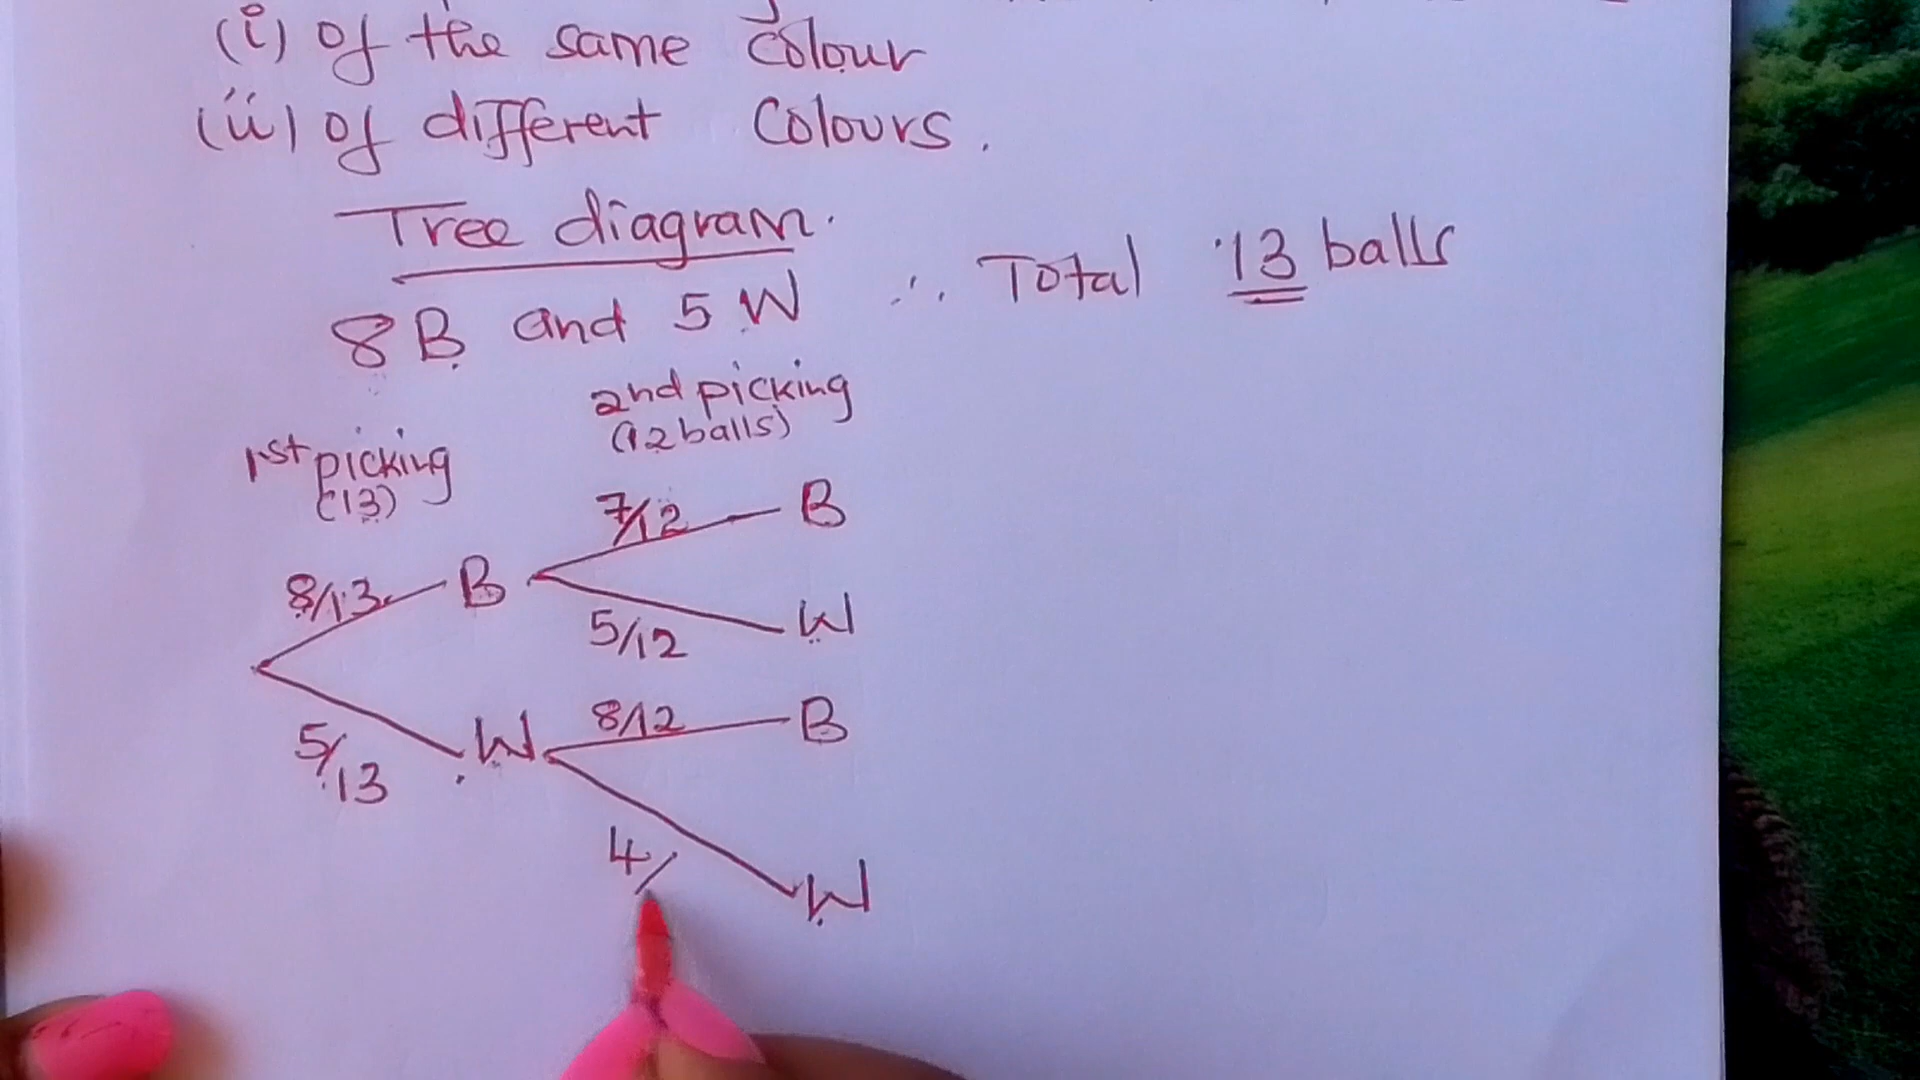 (i) of the same colour
(ii) of different colours.
Tree diagram.
8B and 5W ∴ Total 13 balls
1st picking
(13)
2nd picking
(12 balls)
8/13 B
7/12 B
5/12 W
5/13 W
8/12 B
4/ W